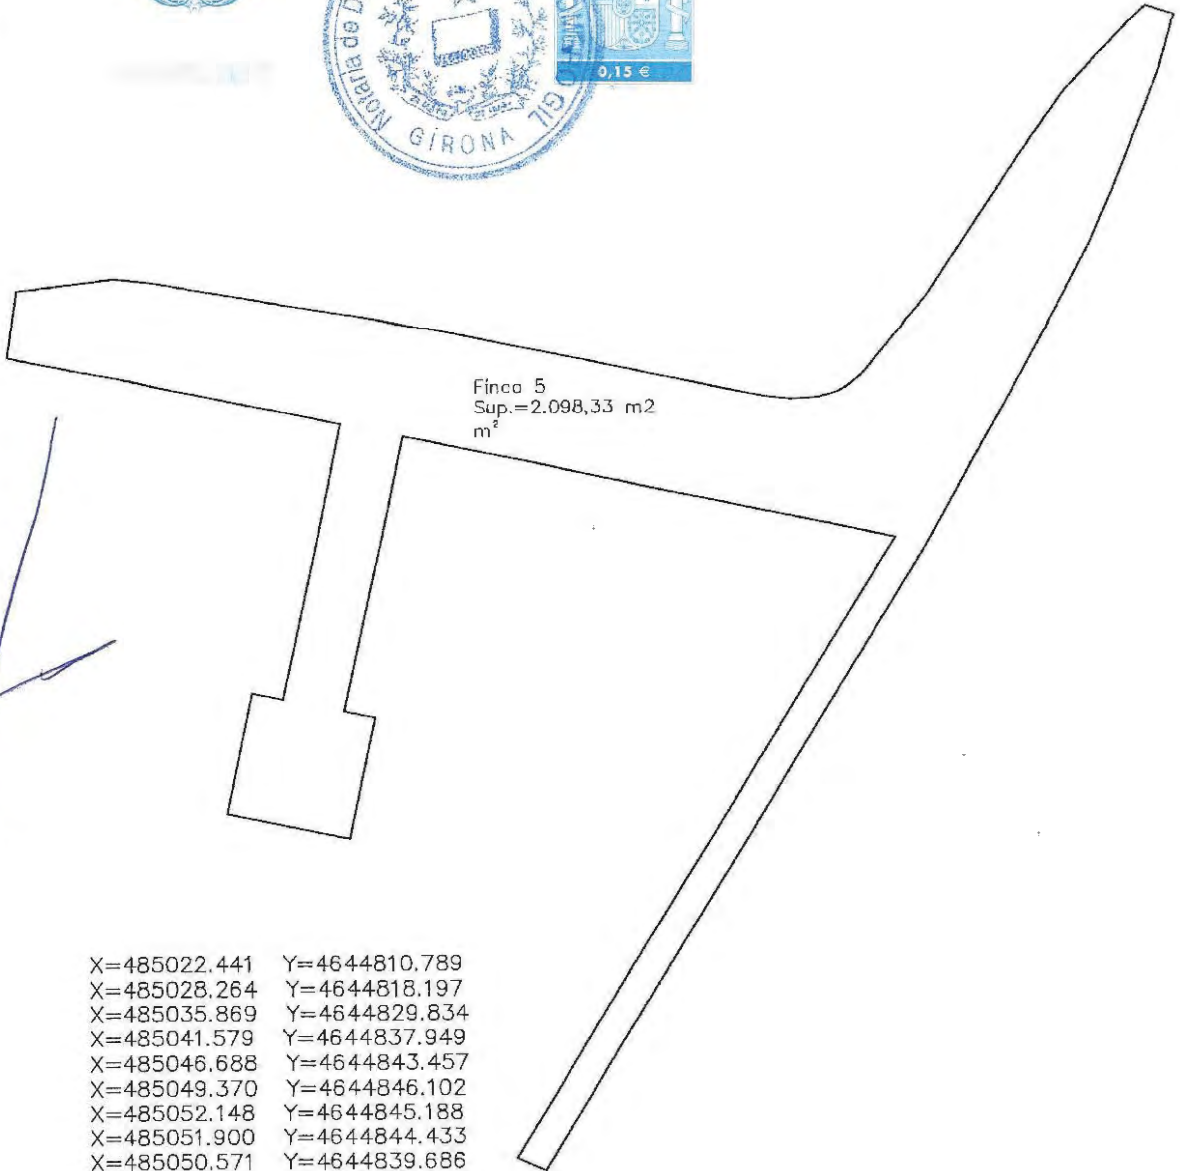 Notaria de D
GIRONA
GIL
0,15 €
Finca 5
Sup.=2.098,33 m2
m²
X=485022.441 Y=4644810.789
X=485028.264 Y=4644818.197
X=485035.869 Y=4644829.834
X=485041.579 Y=4644837.949
X=485046.688 Y=4644843.457
X=485049.370 Y=4644846.102
X=485052.148 Y=4644845.188
X=485051.900 Y=4644844.433
X=485050.571 Y=4644839.686